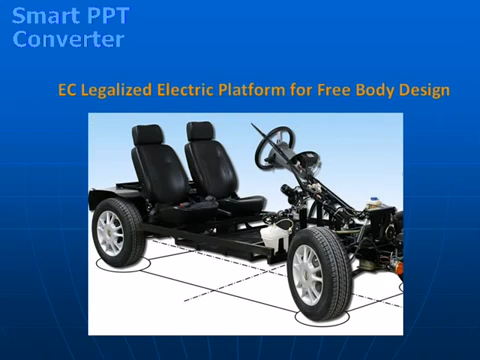 Smart PPT
Converter
EC Legalized Electric Platform for Free Body Design